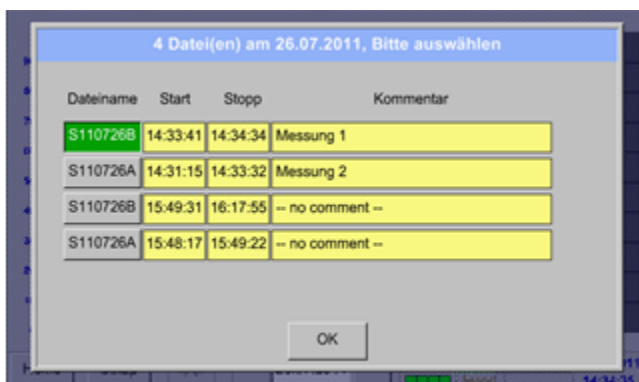 4 Datei(en) am 26.07.2011, Bitte auswählen
Dateiname Start Stopp Kommentar
S110726B 14:33:41 14:34:34 Messung 1
S110726A 14:31:15 14:33:32 Messung 2
S110726B 15:49:31 16:17:55 -- no comment --
S110726A 15:48:17 15:49:22 -- no comment --
OK